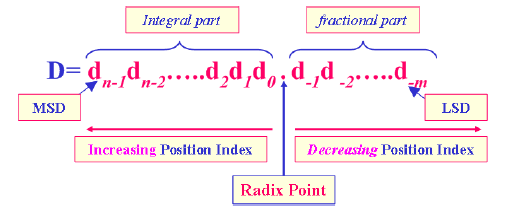 Integral part fractional part
D= dn-1dn-2.....d2d1d0 . d-1d-2.....d-m
MSD LSD
Increasing Position Index Decreasing Position Index
Radix Point